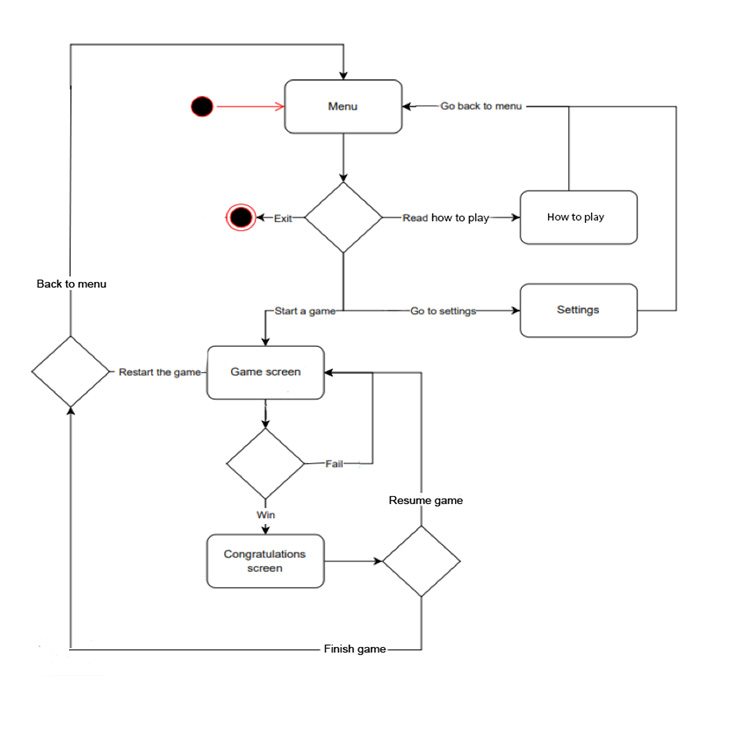 Menu
Go back to menu
Exit
Read how to play
How to play
Back to menu
Start a game
Go to settings
Settings
Restart the game
Game screen
Fail
Resume game
Win
Congratulations
screen
Finish game